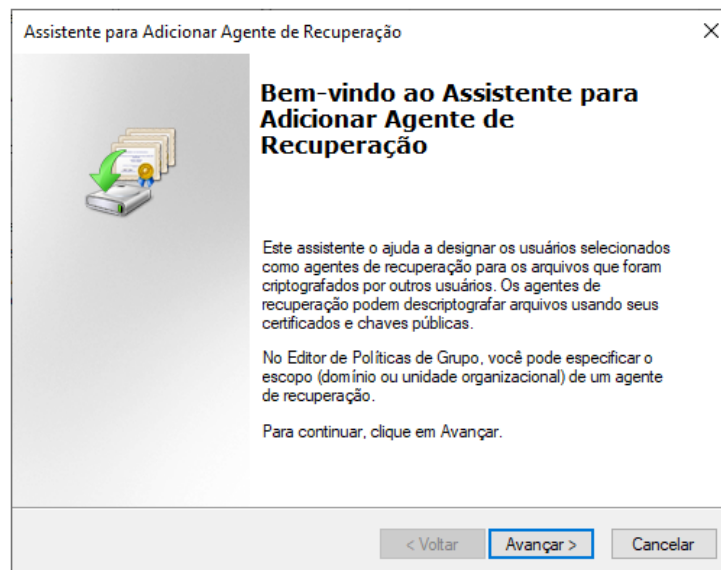 Assistente para Adicionar Agente de Recuperação
Bem-vindo ao Assistente para
Adicionar Agente de
Recuperação
Este assistente o ajuda a designar os usuários selecionados
como agentes de recuperação para os arquivos que foram
criptografados por outros usuários. Os agentes de
recuperação podem descriptografar arquivos usando seus
certificados e chaves públicas.
No Editor de Políticas de Grupo, você pode especificar o
escopo (domínio ou unidade organizacional) de um agente
de recuperação.
Para continuar, clique em Avançar.
< Voltar
Avançar >
Cancelar